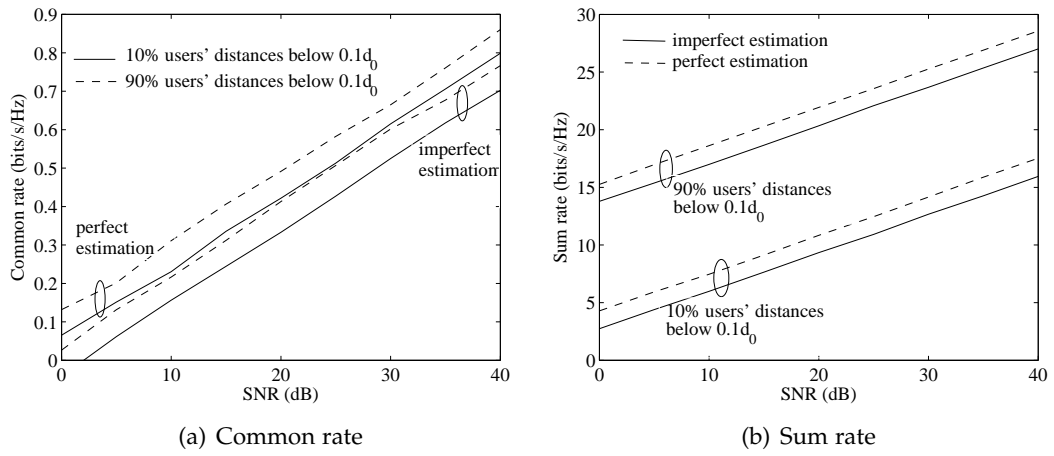 0.9
0.8
0.7
0.6
0.5
0.4
0.3
0.2
0.1
0
Common rate (bits/s/Hz)
10% users' distances below 0.1d0
90% users' distances below 0.1d0
imperfect
estimation
perfect
estimation
0 10 20 30 40
SNR (dB)
(a) Common rate
30
25
20
15
10
5
0
Sum rate (bits/s/Hz)
imperfect estimation
perfect estimation
90% users' distances
below 0.1d0
10% users' distances
below 0.1d0
0 10 20 30 40
SNR (dB)
(b) Sum rate